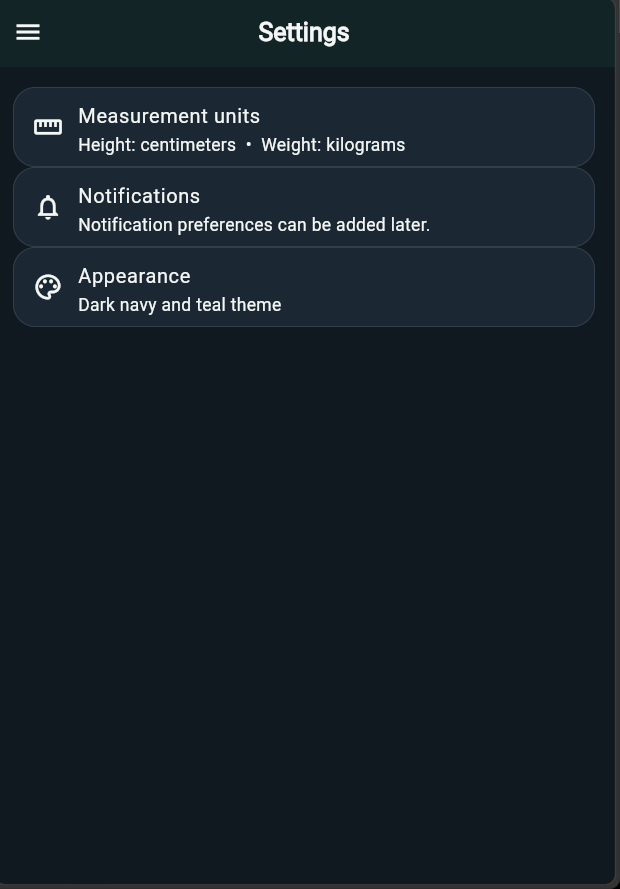 Settings
Measurement units
Height: centimeters • Weight: kilograms
Notifications
Notification preferences can be added later.
Appearance
Dark navy and teal theme